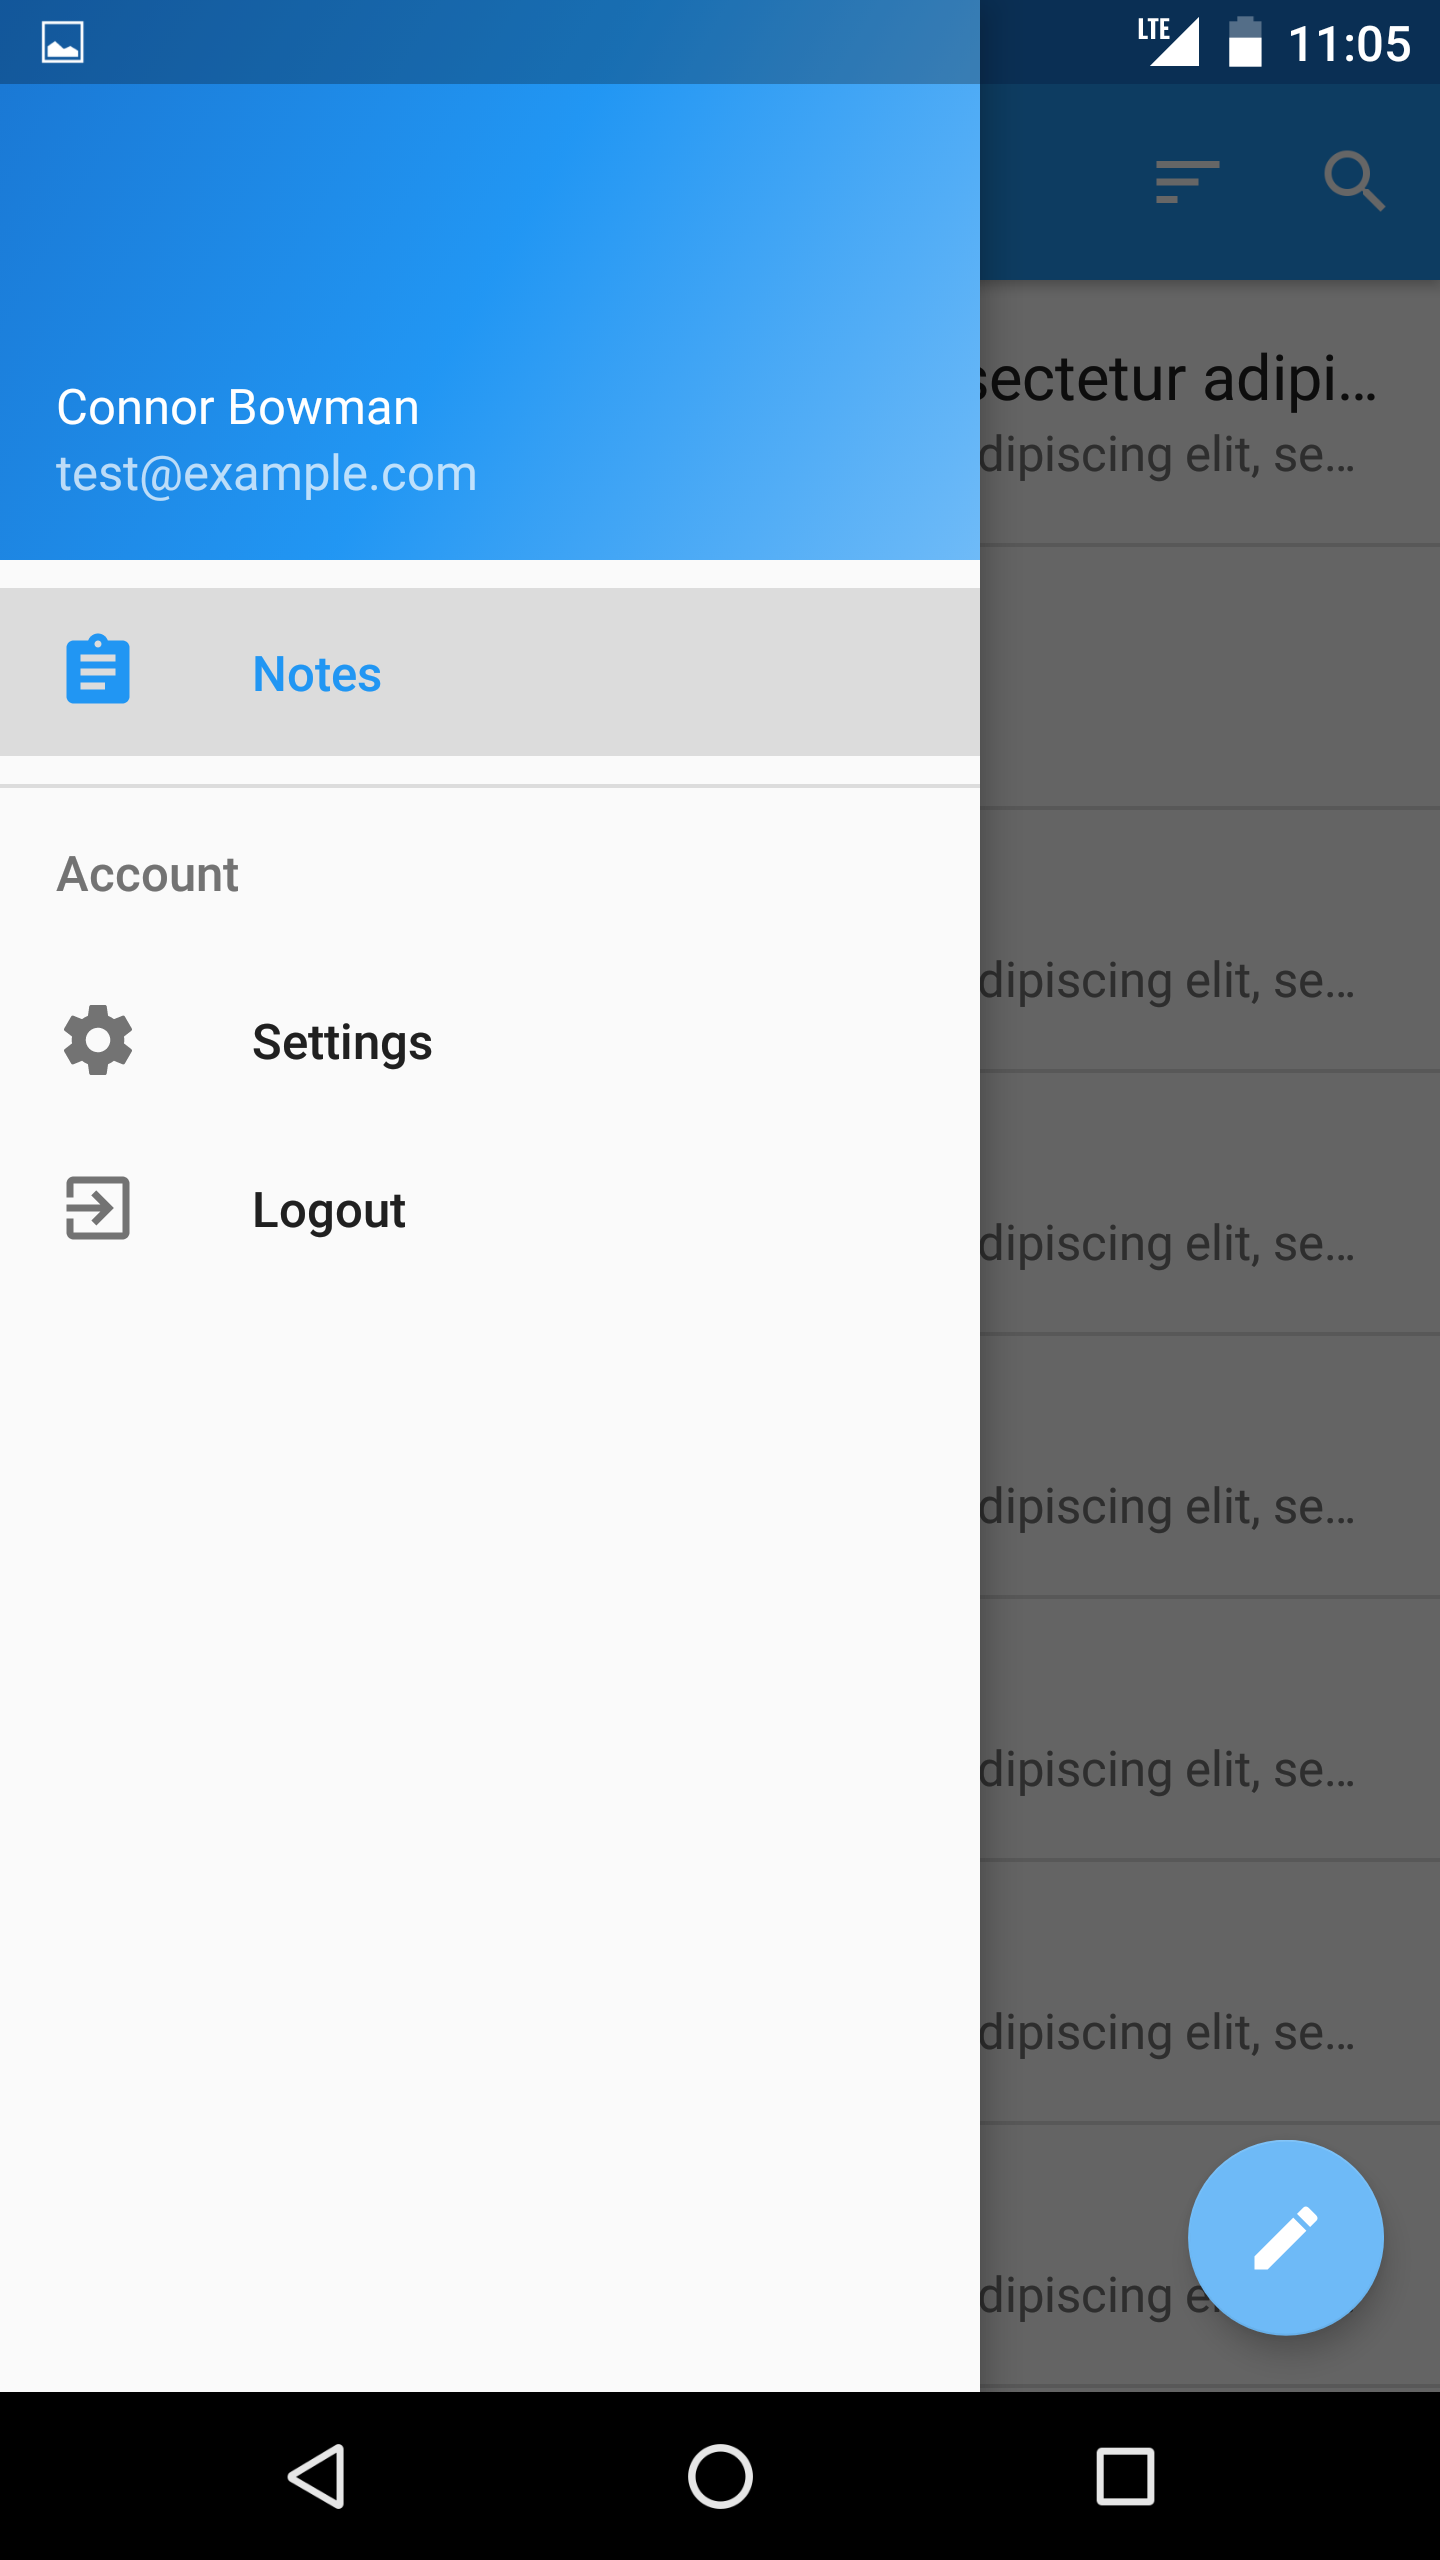 LTE 11:05
Connor Bowman
test@example.com
Notes
Account
Settings
Logout
sectetur adipi…
dipiscing elit, se…
dipiscing elit, se…
dipiscing elit, se…
dipiscing elit, se…
dipiscing elit, se…
dipiscing elit, se…
dipiscing